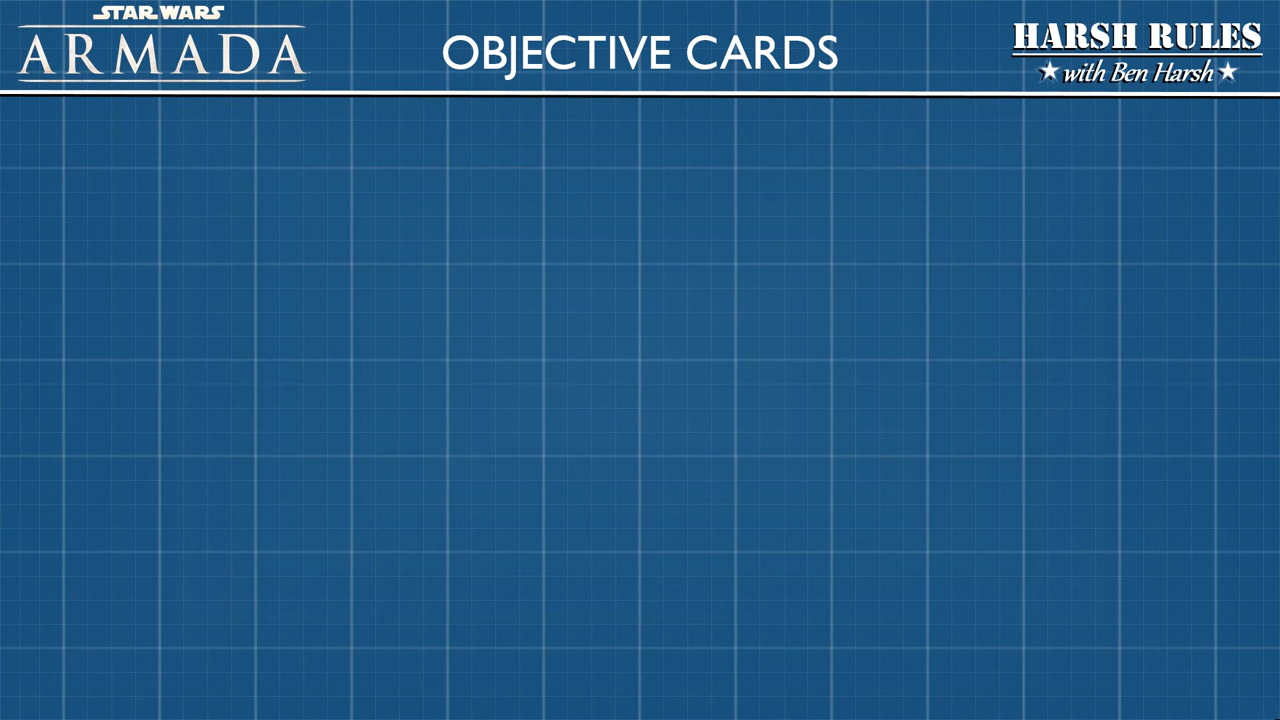 STAR WARS
ARMADA
OBJECTIVE CARDS
HARSH RULES
with Ben Harsh